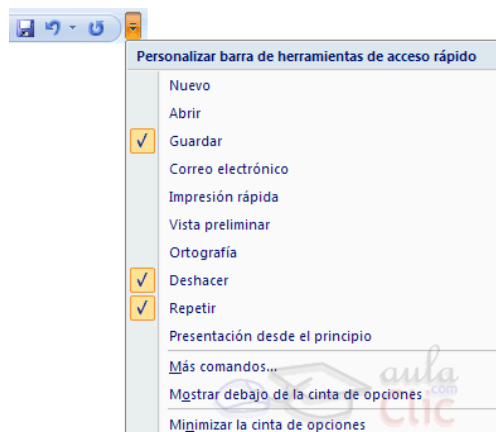 Personalizar barra de herramientas de acceso rápido
Nuevo
Abrir
Guardar
Correo electrónico
Impresión rápida
Vista preliminar
Ortografía
Deshacer
Repetir
Presentación desde el principio
Más comandos...
Mostrar debajo de la cinta de opciones
Minimizar la cinta de opciones
aula
Clic
.com